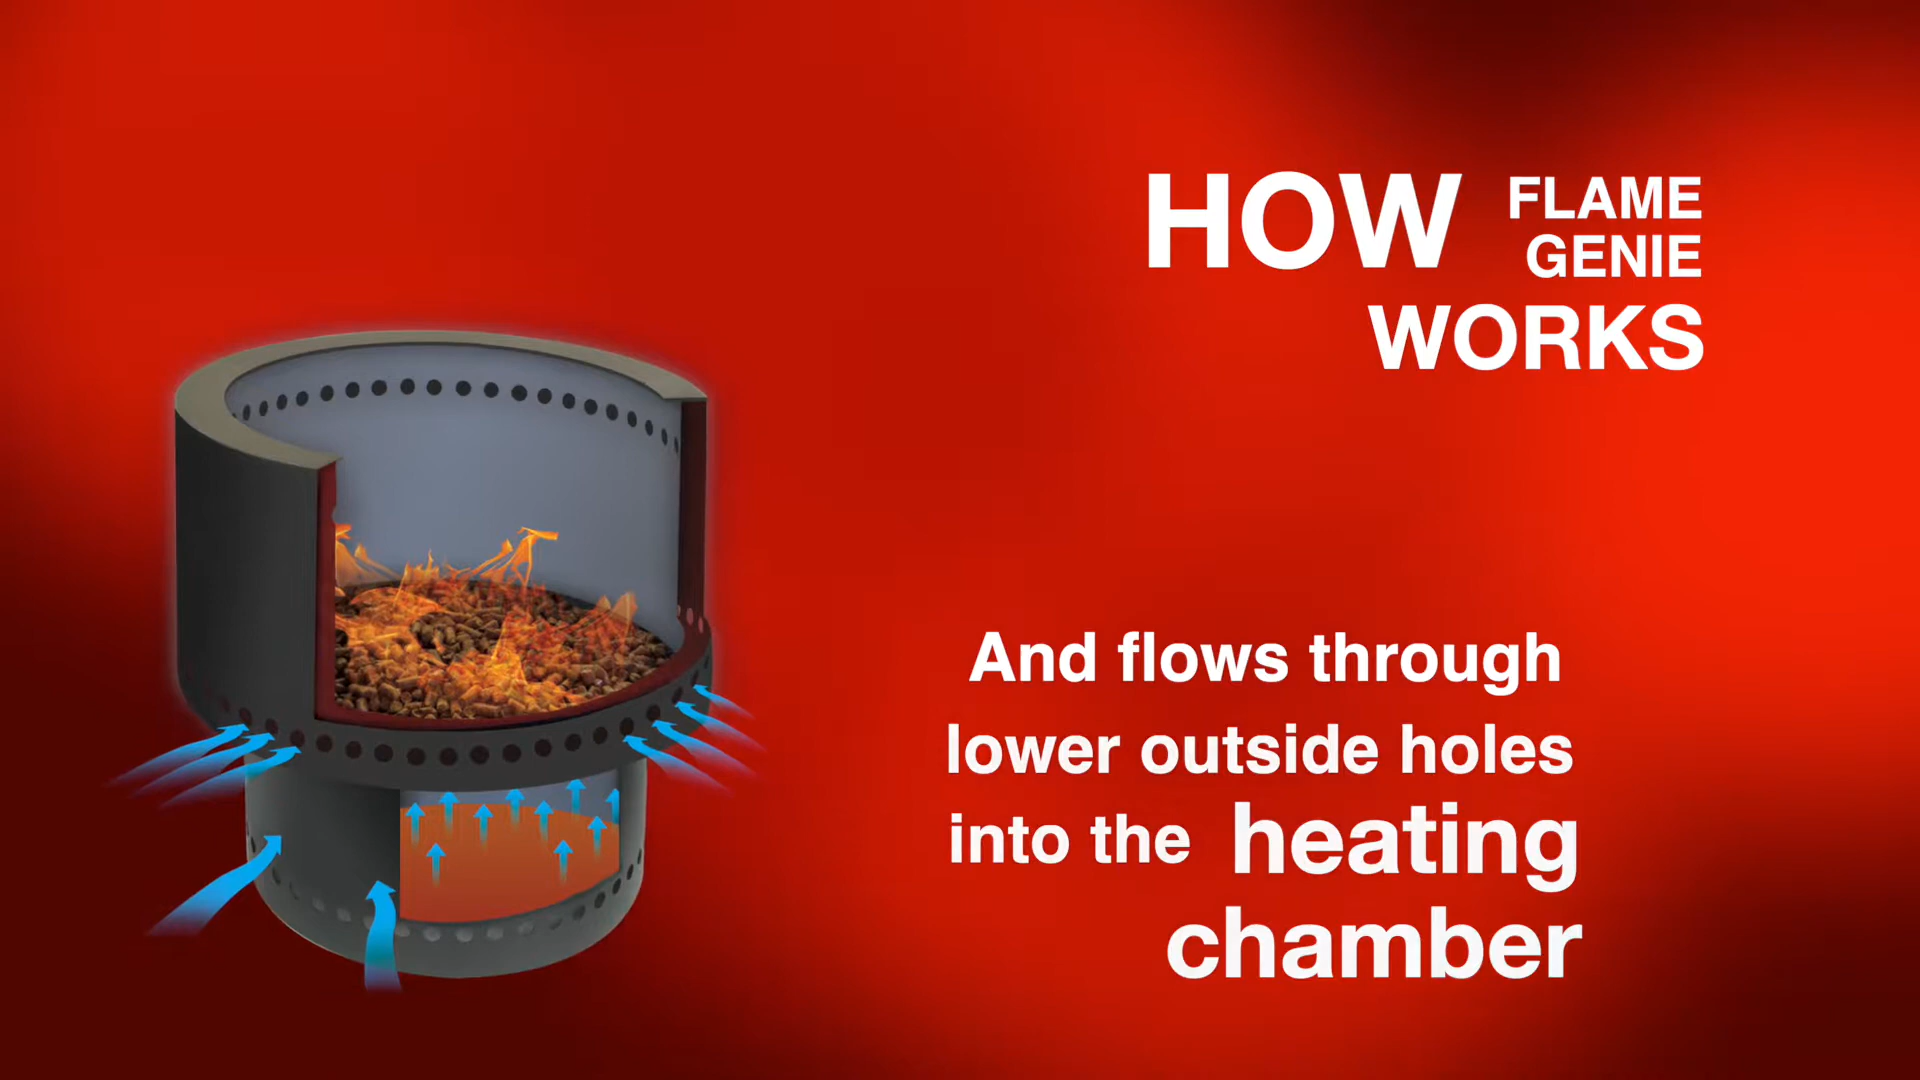 HOW FLAME
GENIE
WORKS
And flows through
lower outside holes
into the heating
chamber